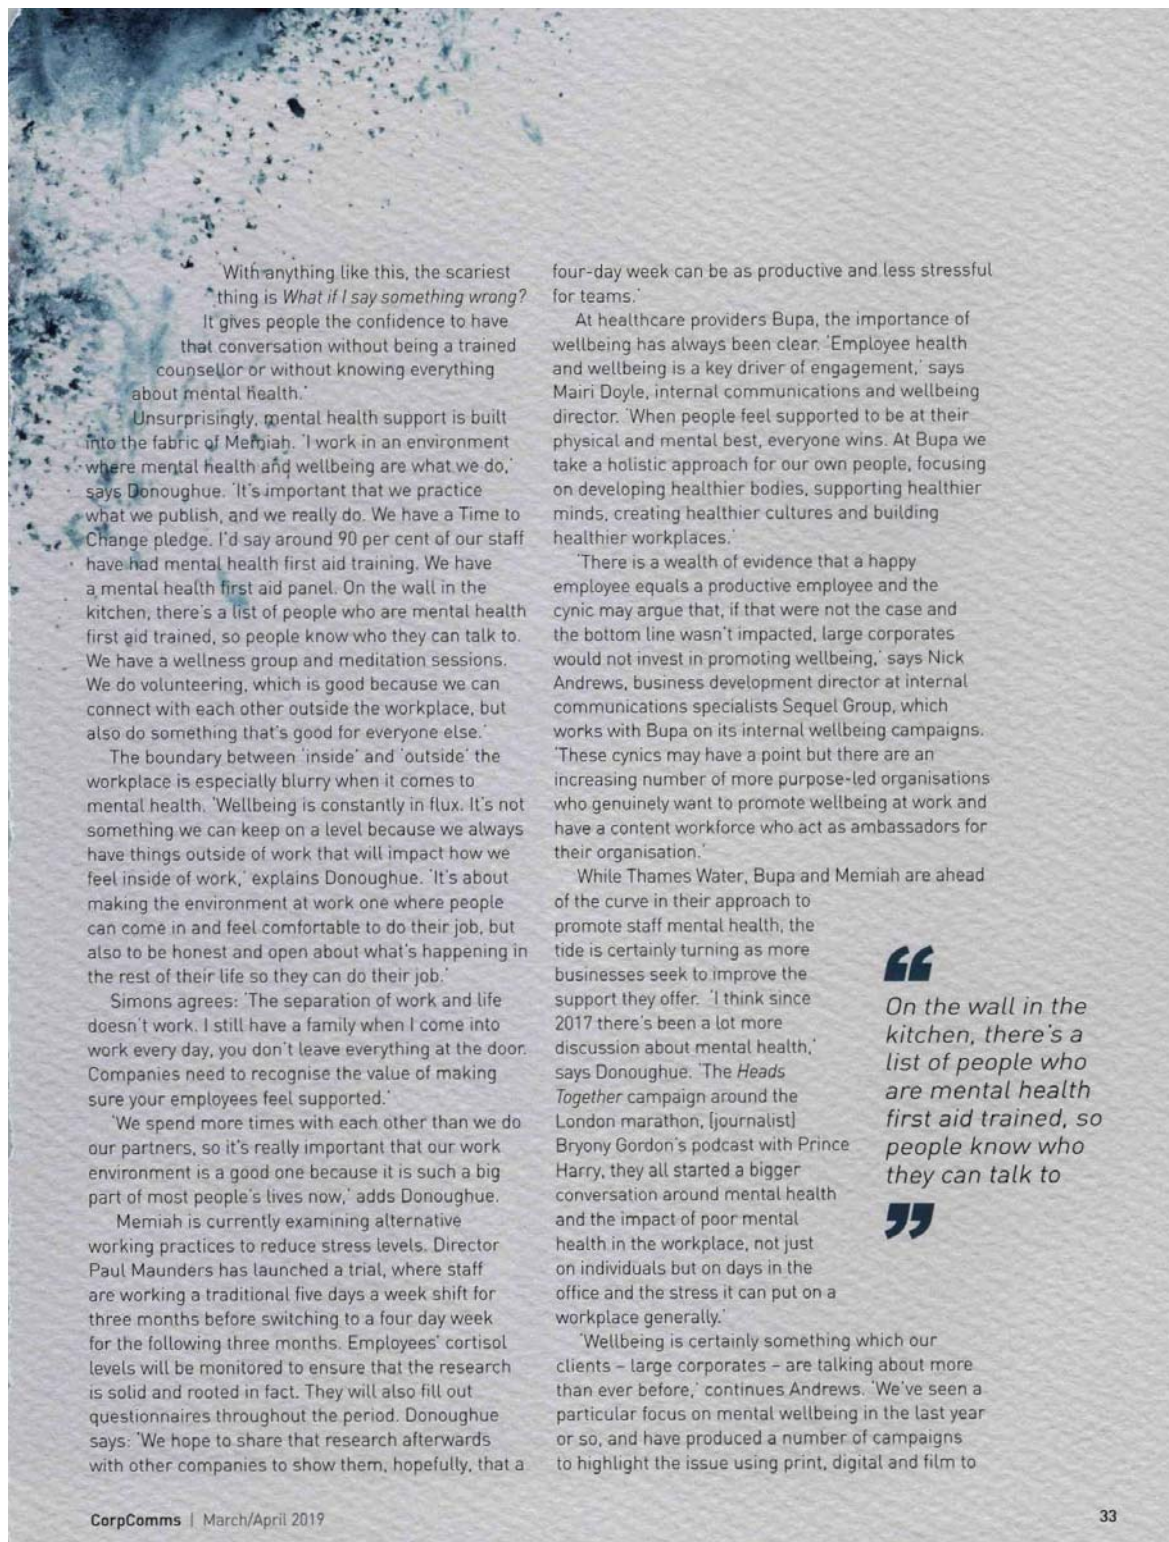 ‘With anything like this, the scariest
thing is What if I say something wrong?
It gives people the confidence to have
that conversation without being a trained
counsellor or without knowing everything
about mental health.’
Unsurprisingly, mental health support is built
into the fabric of Memiah. ‘I work in an environment
where mental health and wellbeing are what we do,’
says Donoughue. ‘It’s important that we practice
what we publish, and we really do. We have a Time to
Change pledge. I’d say around 90 per cent of our staff
have had mental health first aid training. We have
a mental health first aid panel. On the wall in the
kitchen, there’s a list of people who are mental health
first aid trained, so people know who they can talk to.
We have a wellness group and meditation sessions.
We do volunteering, which is good because we can
connect with each other outside the workplace, but
also do something that’s good for everyone else.’
The boundary between ‘inside’ and ‘outside’ the
workplace is especially blurry when it comes to
mental health. ‘Wellbeing is constantly in flux. It’s not
something we can keep on a level because we always
have things outside of work that will impact how we
feel inside of work,’ explains Donoughue. ‘It’s about
making the environment at work one where people
can come in and feel comfortable to do their job, but
also to be honest and open about what’s happening in
the rest of their life so they can do their job.’
Simons agrees: ‘The separation of work and life
doesn’t work. I still have a family when I come into
work every day, you don’t leave everything at the door.
Companies need to recognise the value of making
sure your employees feel supported.’
‘We spend more times with each other than we do
our partners, so it’s really important that our work
environment is a good one because it is such a big
part of most people’s lives now,’ adds Donoughue.
Memiah is currently examining alternative
working practices to reduce stress levels. Director
Paul Maunders has launched a trial, where staff
are working a traditional five days a week shift for
three months before switching to a four day week
for the following three months. Employees’ cortisol
levels will be monitored to ensure that the research
is solid and rooted in fact. They will also fill out
questionnaires throughout the period. Donoughue
says: ‘We hope to share that research afterwards
with other companies to show them, hopefully, that a
four-day week can be as productive and less stressful
for teams.’
At healthcare providers Bupa, the importance of
wellbeing has always been clear. ‘Employee health
and wellbeing is a key driver of engagement,’ says
Mairi Doyle, internal communications and wellbeing
director. ‘When people feel supported to be at their
physical and mental best, everyone wins. At Bupa we
take a holistic approach for our own people, focusing
on developing healthier bodies, supporting healthier
minds, creating healthier cultures and building
healthier workplaces.’
‘There is a wealth of evidence that a happy
employee equals a productive employee and the
cynic may argue that, if that were not the case and
the bottom line wasn’t impacted, large corporates
would not invest in promoting wellbeing,’ says Nick
Andrews, business development director at internal
communications specialists Sequel Group, which
works with Bupa on its internal wellbeing campaigns.
‘These cynics may have a point but there are an
increasing number of more purpose-led organisations
who genuinely want to promote wellbeing at work and
have a content workforce who act as ambassadors for
their organisation.’
While Thames Water, Bupa and Memiah are ahead
of the curve in their approach to
promote staff mental health, the
tide is certainly turning as more
businesses seek to improve the
support they offer. ‘I think since
2017 there’s been a lot more
discussion about mental health,’
says Donoughue. ‘The Heads
Together campaign around the
London marathon, [journalist]
Bryony Gordon’s podcast with Prince
Harry, they all started a bigger
conversation around mental health
and the impact of poor mental
health in the workplace, not just
on individuals but on days in the
office and the stress it can put on a
workplace generally.’
‘Wellbeing is certainly something which our
clients – large corporates – are talking about more
than ever before,’ continues Andrews. ‘We’ve seen a
particular focus on mental wellbeing in the last year
or so, and have produced a number of campaigns
to highlight the issue using print, digital and film to
“
On the wall in the
kitchen, there’s a
list of people who
are mental health
first aid trained, so
people know who
they can talk to
”
CorpComms | March/April 2019
33